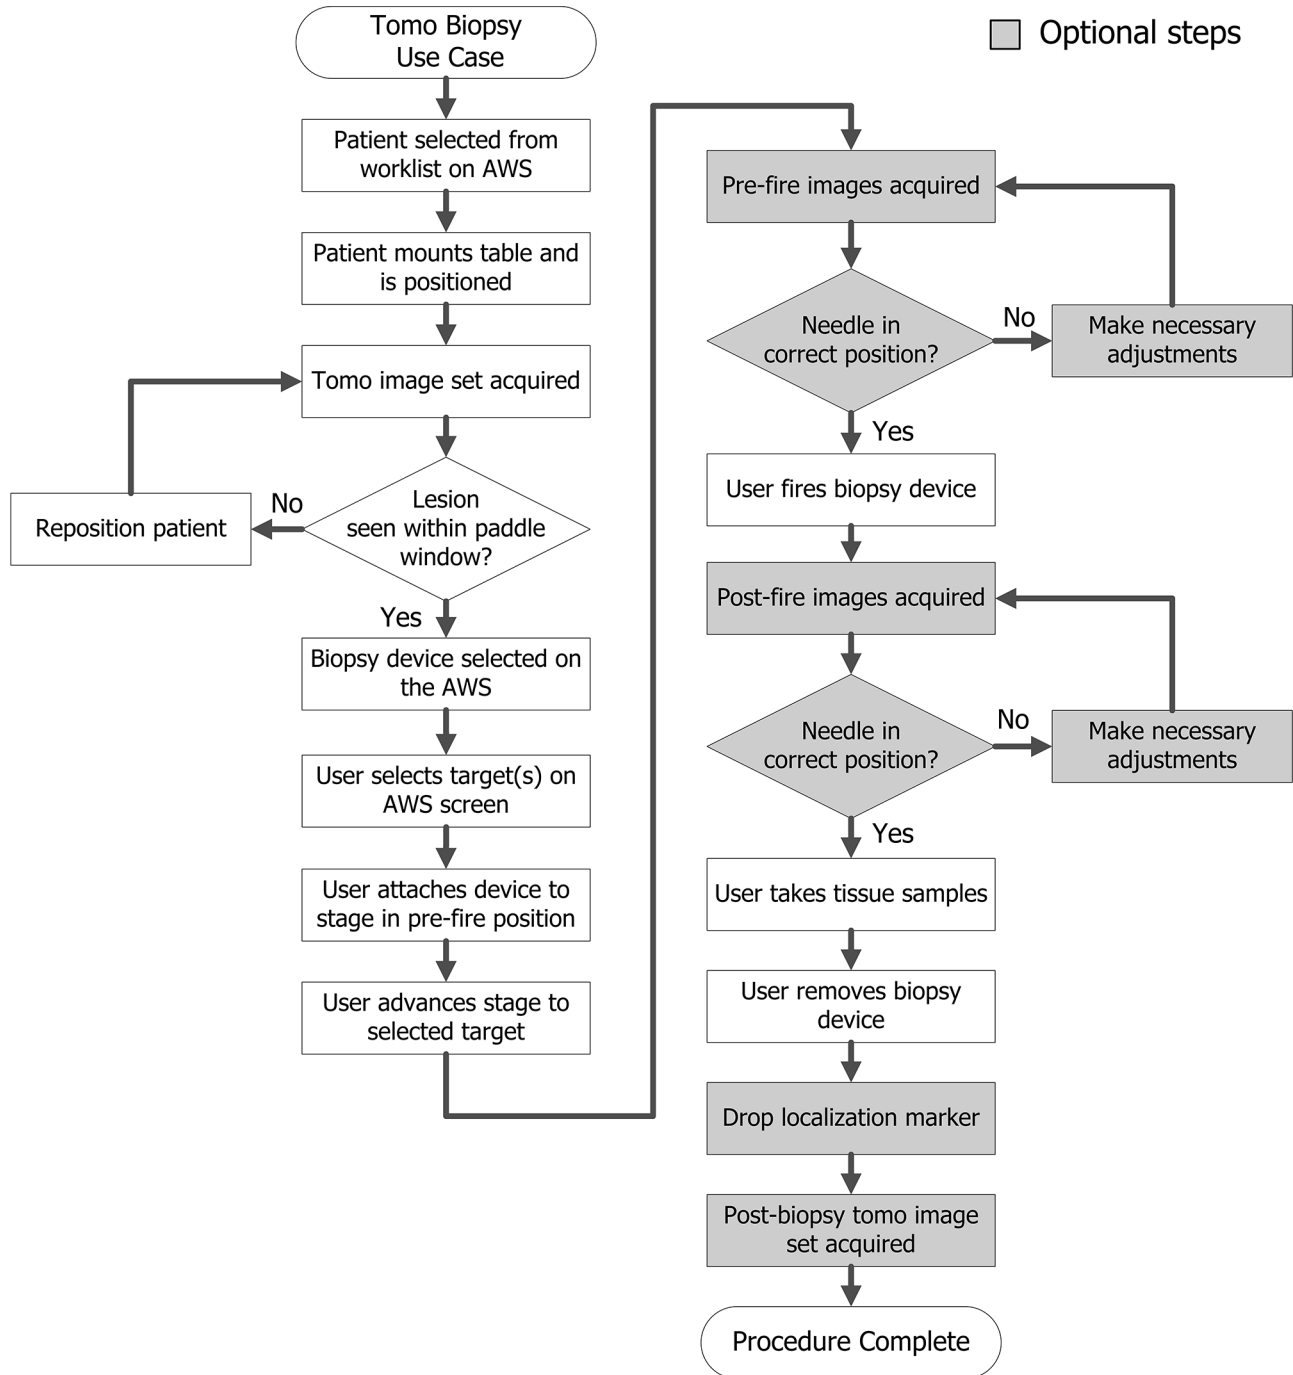 Tomo Biopsy
Use Case
Optional steps
Patient selected from
worklist on AWS
Patient mounts table and
is positioned
Tomo image set acquired
Lesion
seen within paddle
window?
No
Reposition patient
Yes
Biopsy device selected on
the AWS
User selects target(s) on
AWS screen
User attaches device to
stage in pre-fire position
User advances stage to
selected target
Pre-fire images acquired
Needle in
correct position?
No
Make necessary
adjustments
Yes
User fires biopsy device
Post-fire images acquired
Needle in
correct position?
No
Make necessary
adjustments
Yes
User takes tissue samples
User removes biopsy
device
Drop localization marker
Post-biopsy tomo image
set acquired
Procedure Complete